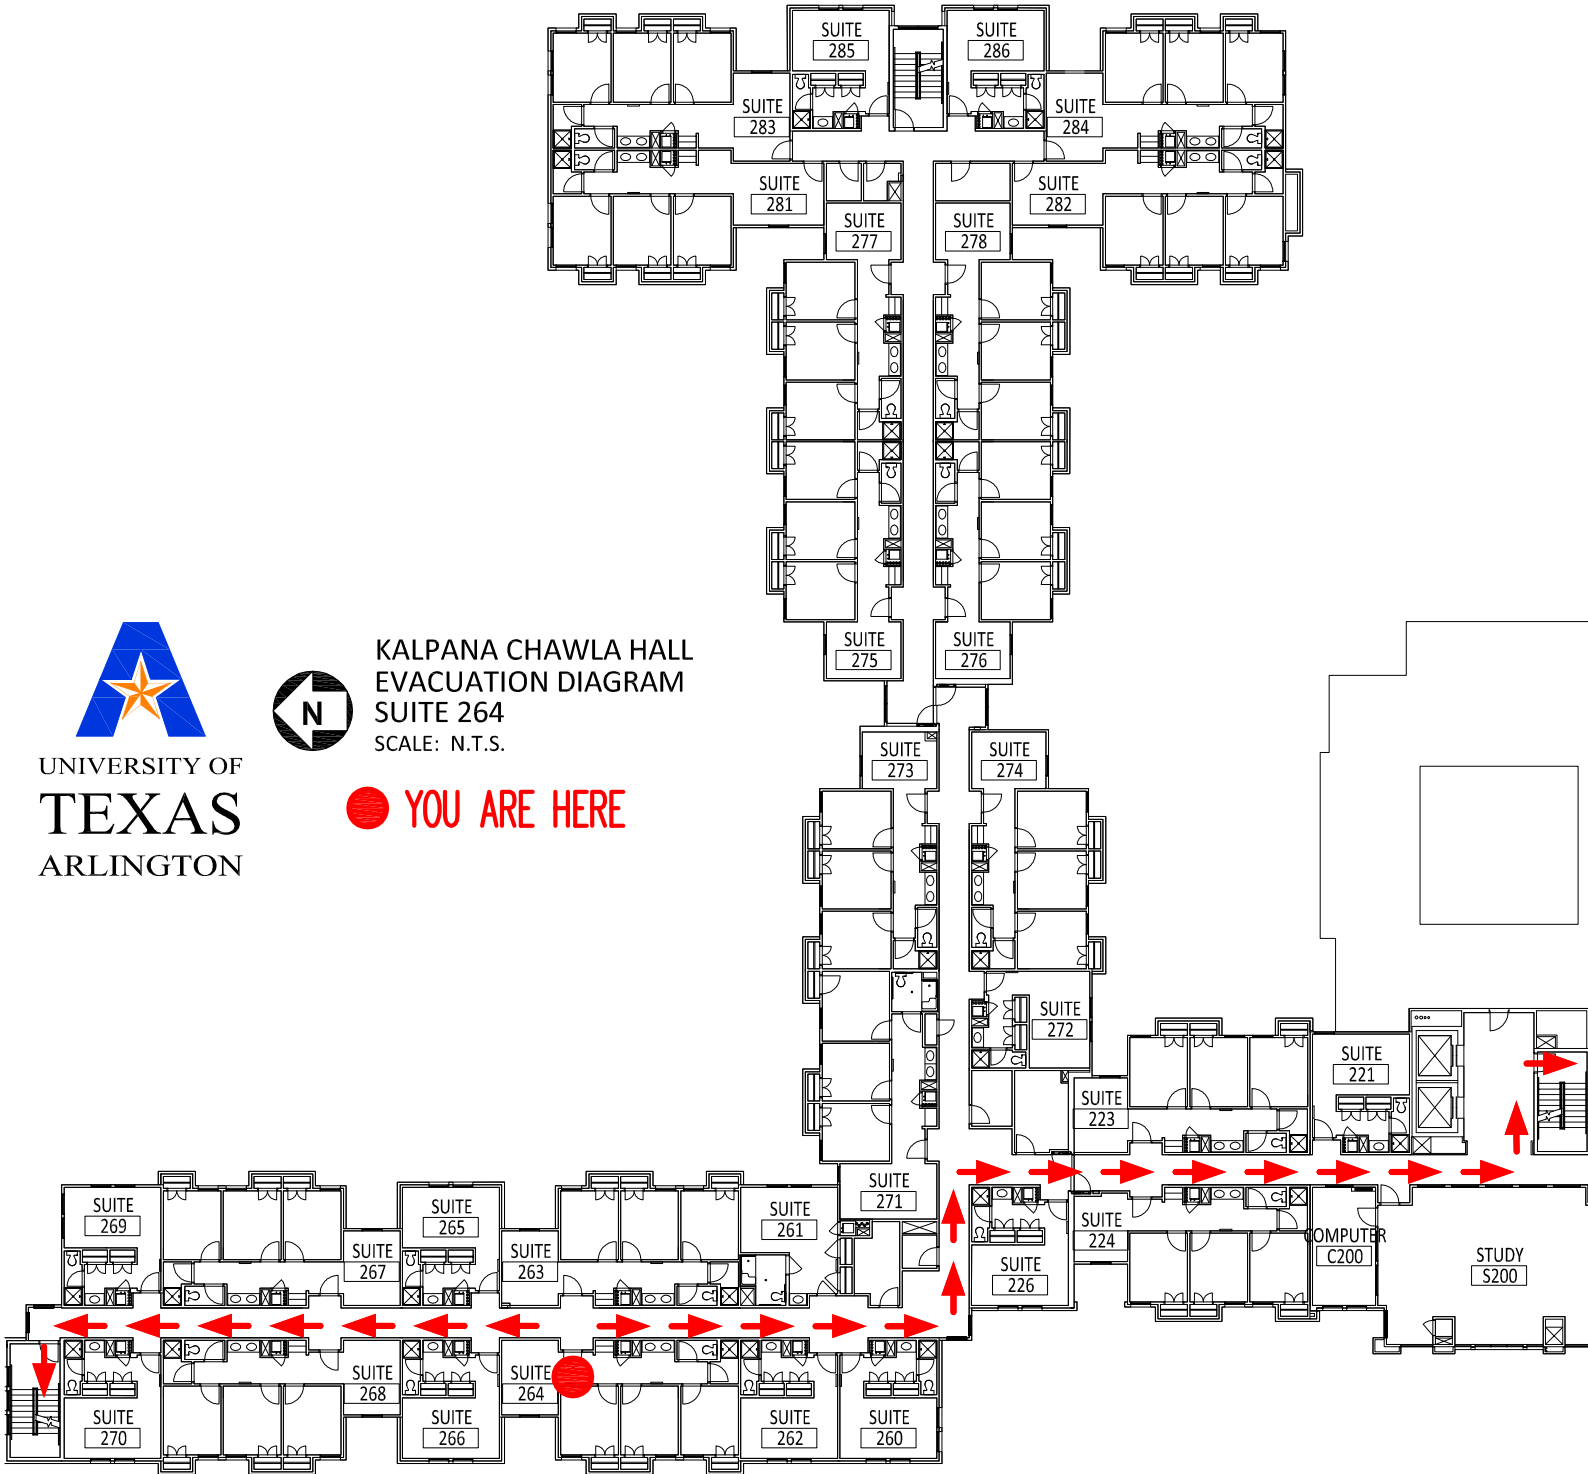 SUITE
285
SUITE
286
SUITE
283
SUITE
284
SUITE
281
SUITE
282
SUITE
277
SUITE
278
SUITE
275
SUITE
276
UNIVERSITY OF
TEXAS
ARLINGTON
N
KALPANA CHAWLA HALL
EVACUATION DIAGRAM
SUITE 264
SCALE: N.T.S.
YOU ARE HERE
SUITE
273
SUITE
274
SUITE
272
SUITE
221
SUITE
223
SUITE
271
SUITE
269
SUITE
265
SUITE
261
SUITE
267
SUITE
263
SUITE
224
SUITE
226
COMPUTER
C200
STUDY
S200
SUITE
268
SUITE
264
SUITE
270
SUITE
266
SUITE
262
SUITE
260